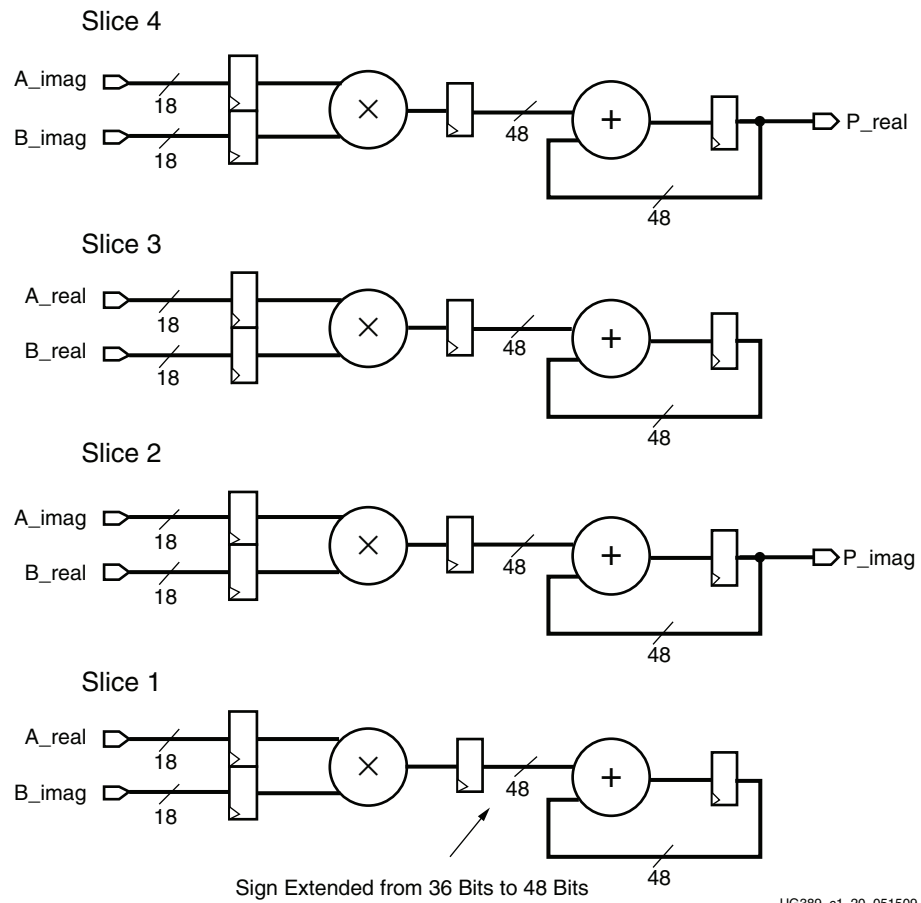 Slice 4
A_imag
18
B_imag
18
×
48
+
48
P_real
Slice 3
A_real
18
B_real
18
×
48
+
48
Slice 2
A_imag
18
B_real
18
×
48
+
48
P_imag
Slice 1
A_real
18
B_imag
18
×
48
+
48
Sign Extended from 36 Bits to 48 Bits